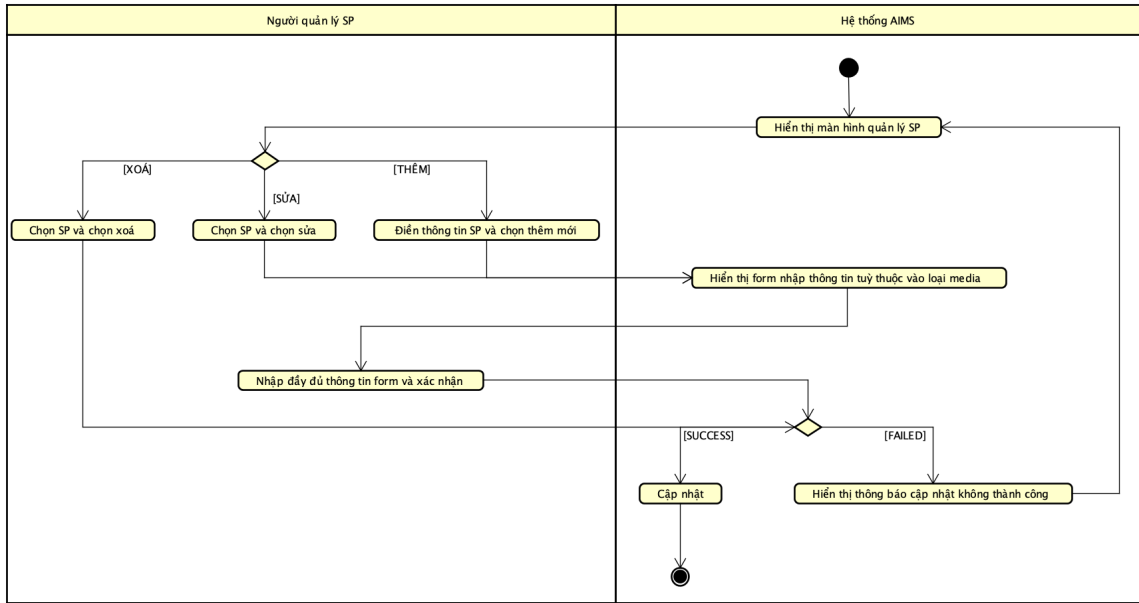 Người quản lý SP
Hệ thống AIMS
Hiển thị màn hình quản lý SP
[XOÁ]
[THÊM]
[SỬA]
Chọn SP và chọn xoá
Chọn SP và chọn sửa
Điền thông tin SP và chọn thêm mới
Hiển thị form nhập thông tin tuỳ thuộc vào loại media
Nhập đầy đủ thông tin form và xác nhận
[SUCCESS]
[FAILED]
Cập nhật
Hiển thị thông báo cập nhật không thành công